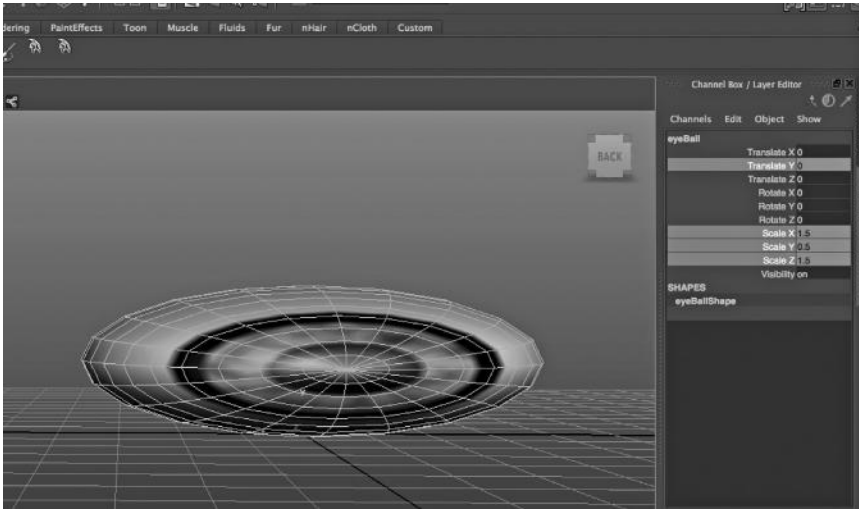 dering PaintEffects Toon Muscle Fluids Fur nHair nCloth Custom
Channel Box / Layer Editor
Channels Edit Object Show
BACK
eyeBall
Translate X 0
Translate Y 0
Translate Z 0
Rotate X 0
Rotate Y 0
Rotate Z 0
Scale X 1.5
Scale Y 0.5
Scale Z 1.5
Visibility on
SHAPES
eyeBallShape